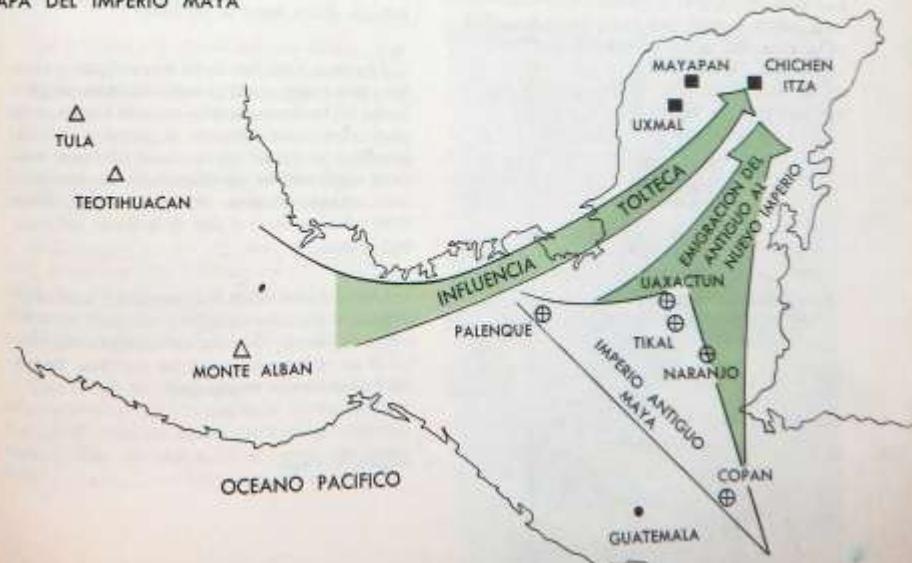 MAPA DEL IMPERIO MAYA
MAYAPAN
CHICHEN
ITZA
UXMAL
TULA
TEOTIHUACAN
INFLUENCIA TOLTECA
EMIGRACION DEL
ANTIGUO AL
NUEVO IMPERIO
UAXACTUN
PALENQUE
TIKAL
NARANJO
MONTE ALBAN
IMPERIO ANTIGUO
MAYA
COPAN
OCEANO PACIFICO
GUATEMALA